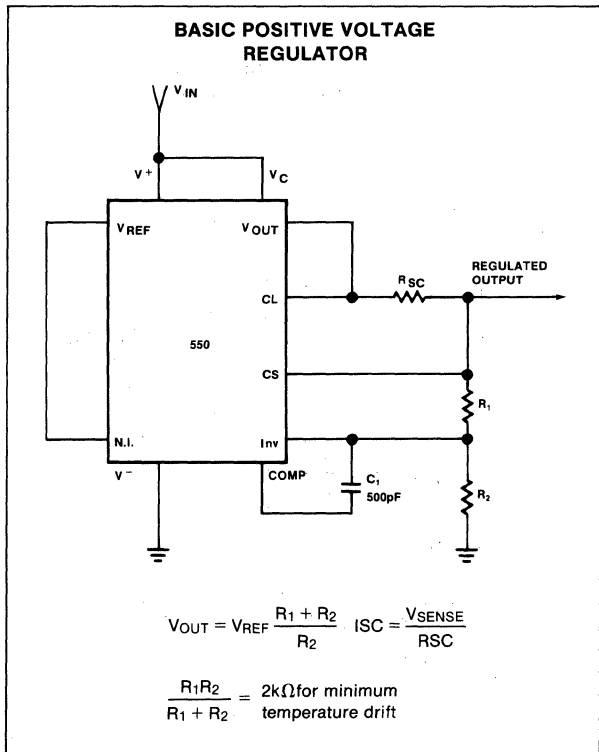 BASIC POSITIVE VOLTAGE
REGULATOR
VIN
V+
VC
VREF
VOUT
REGULATED
OUTPUT
RSC
CL
550
CS
R1
N.I.
Inv
V−
COMP
C1
500pF
R2
VOUT = VREF (R1 + R2)/R2 ISC = VSENSE/RSC
R1R2/(R1 + R2) = 2kΩ for minimum
temperature drift